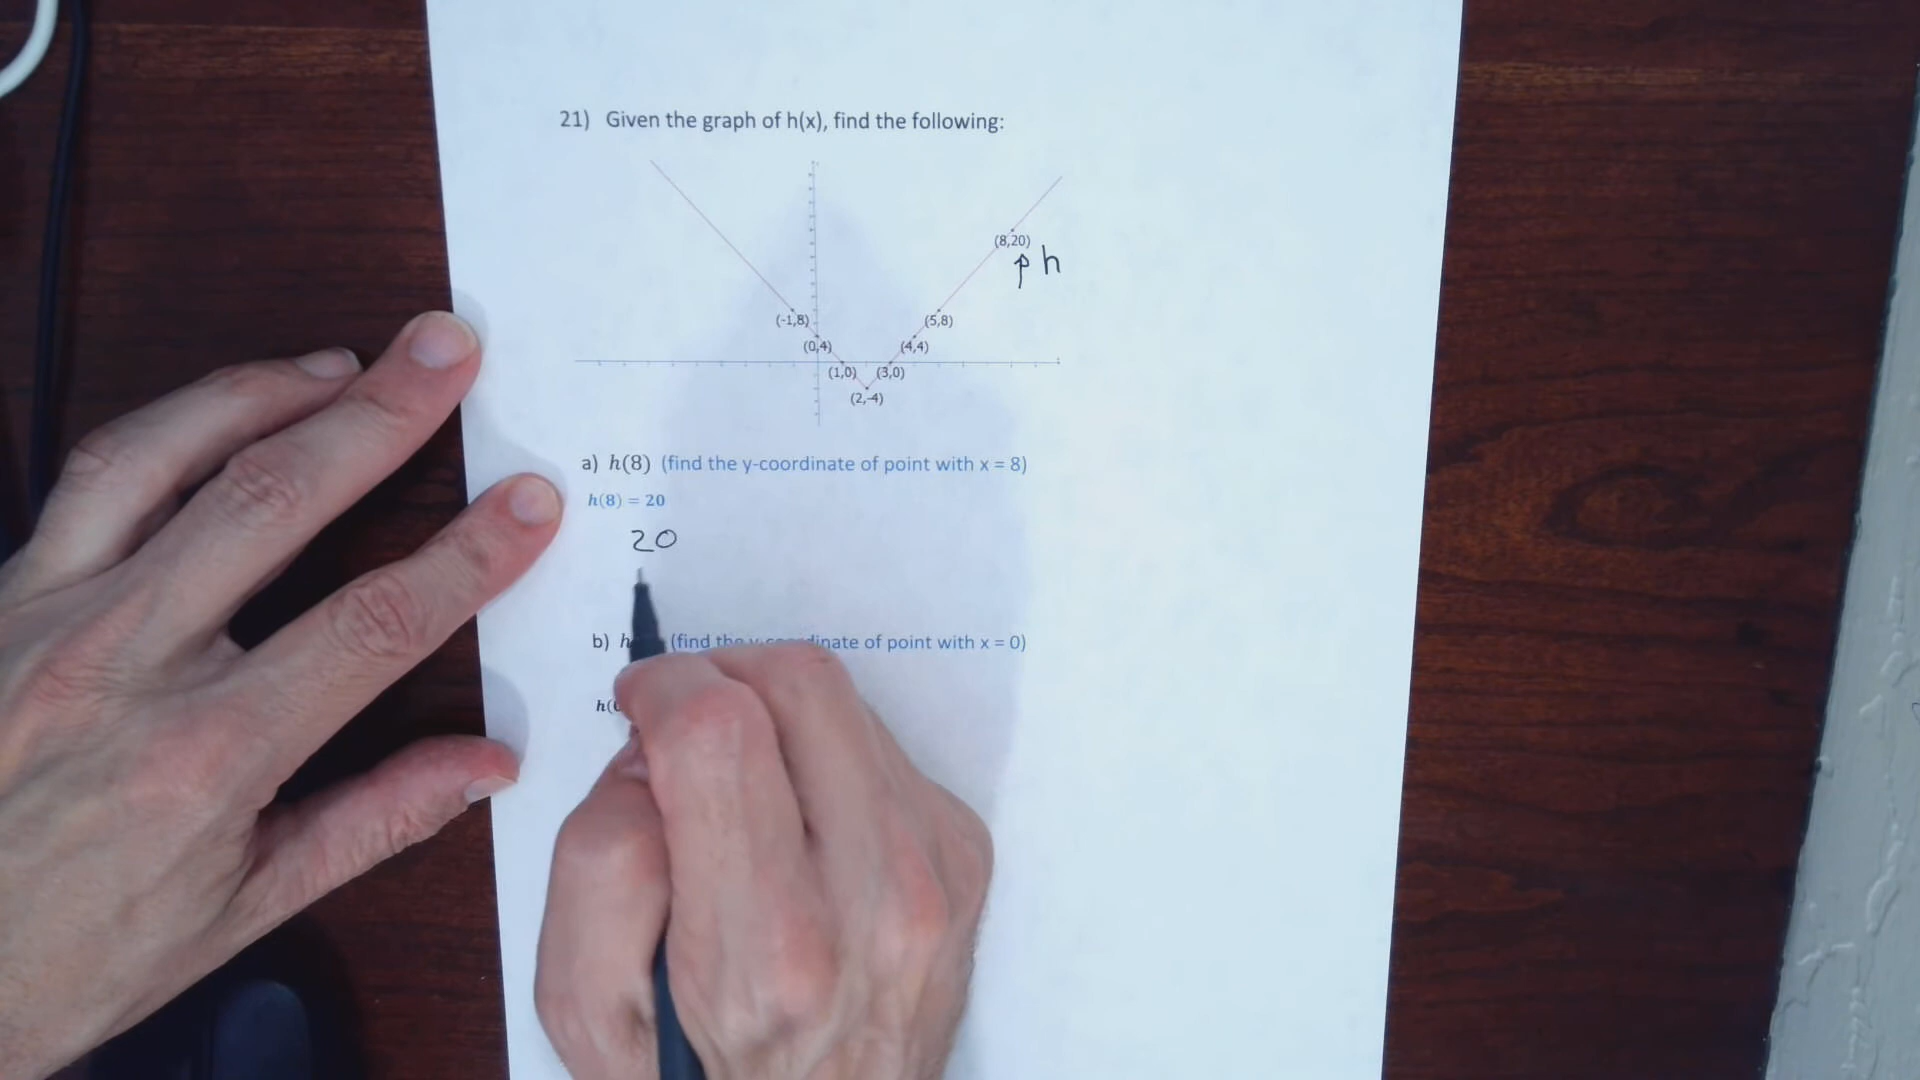 21) Given the graph of h(x), find the following:
(8,20)
h
(-1,8)
(5,8)
(0,4)
(4,4)
(1,0) (3,0)
(2,-4)
a) h(8) (find the y-coordinate of point with x = 8)
h(8) = 20
20
b) h (find the dinate of point with x = 0)
h(